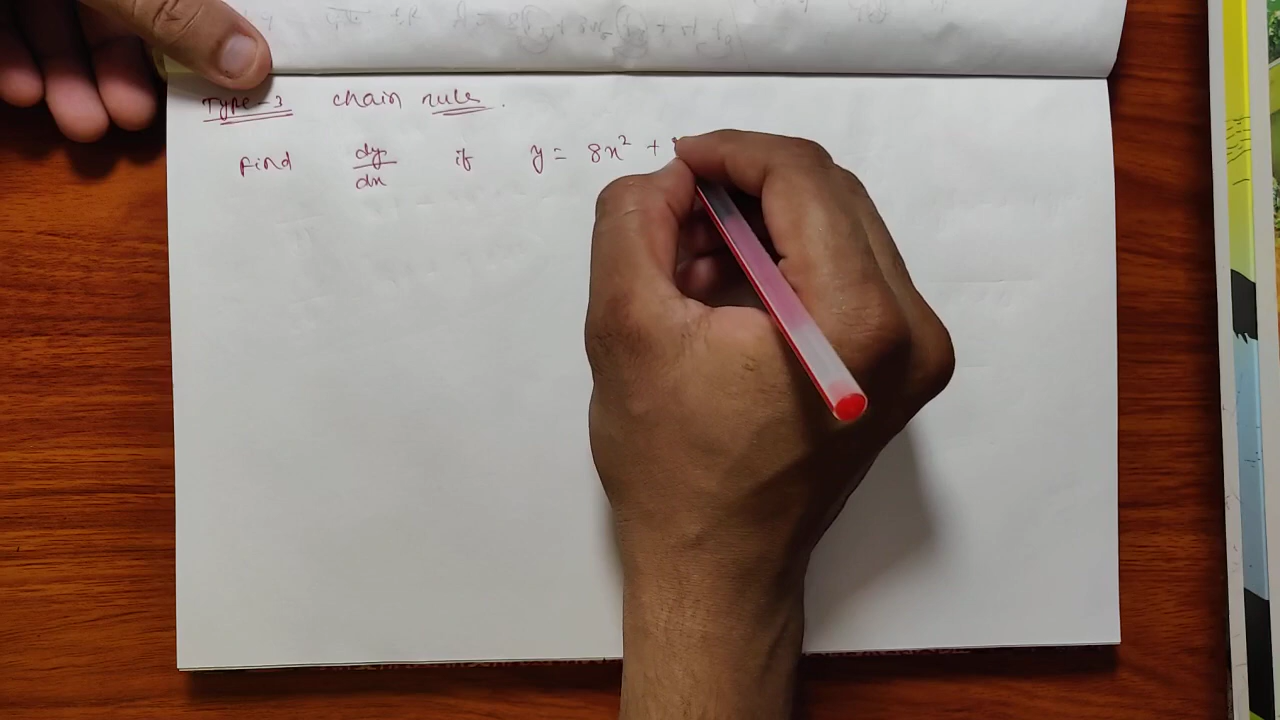 Type-3 chain rule.
Find dy/dx if y = 8x² +